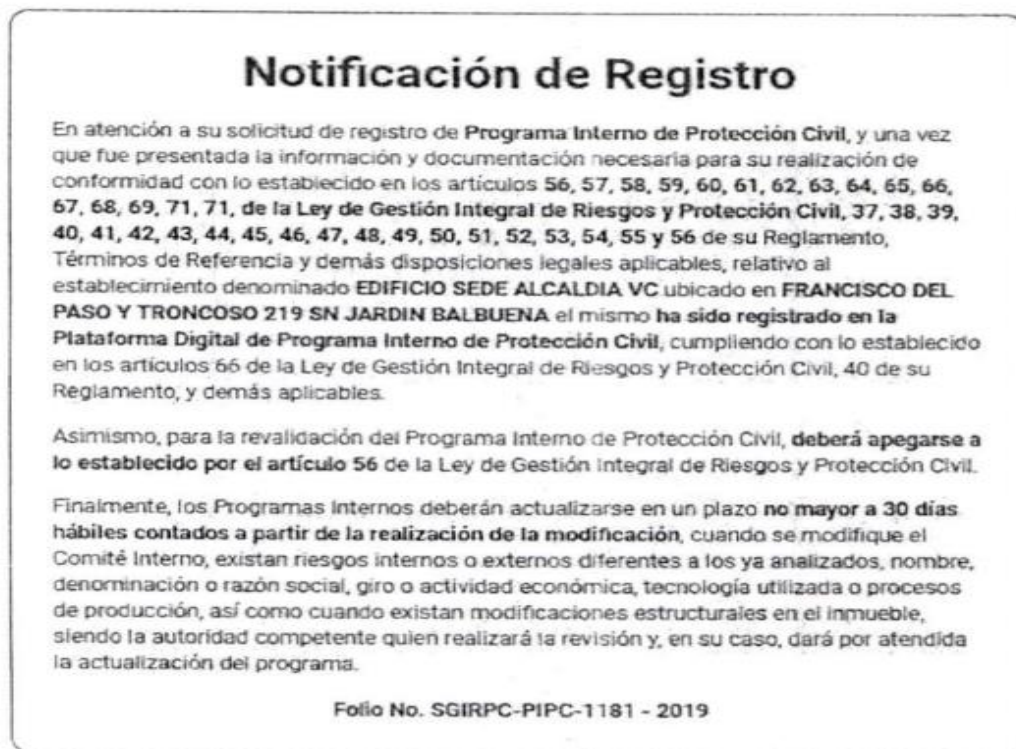 Notificación de Registro
En atención a su solicitud de registro de Programa Interno de Protección Civil, y una vez
que fue presentada la información y documentación necesaria para su realización de
conformidad con lo establecido en los artículos 56, 57, 58, 59, 60, 61, 62, 63, 64, 65, 66,
67, 68, 69, 71, 71, de la Ley de Gestión Integral de Riesgos y Protección Civil, 37, 38, 39,
40, 41, 42, 43, 44, 45, 46, 47, 48, 49, 50, 51, 52, 53, 54, 55 y 56 de su Reglamento,
Términos de Referencia y demás disposiciones legales aplicables, relativo al
establecimiento denominado EDIFICIO SEDE ALCALDIA VC ubicado en FRANCISCO DEL
PASO Y TRONCOSO 219 SN JARDIN BALBUENA el mismo ha sido registrado en la
Plataforma Digital de Programa Interno de Protección Civil, cumpliendo con lo establecido
en los artículos 66 de la Ley de Gestión Integral de Riesgos y Protección Civil, 40 de su
Reglamento, y demás aplicables.
Asimismo, para la revalidación del Programa Interno de Protección Civil, deberá apegarse a
lo establecido por el artículo 56 de la Ley de Gestión Integral de Riesgos y Protección Civil.
Finalmente, los Programas Internos deberán actualizarse en un plazo no mayor a 30 días
hábiles contados a partir de la realización de la modificación, cuando se modifique el
Comité Interno, existan riesgos internos o externos diferentes a los ya analizados, nombre,
denominación o razón social, giro o actividad económica, tecnología utilizada o procesos
de producción, así como cuando existan modificaciones estructurales en el inmueble,
siendo la autoridad competente quien realizará la revisión y, en su caso, dará por atendida
la actualización del programa.
Folio No. SGIRPC-PIPC-1181 - 2019